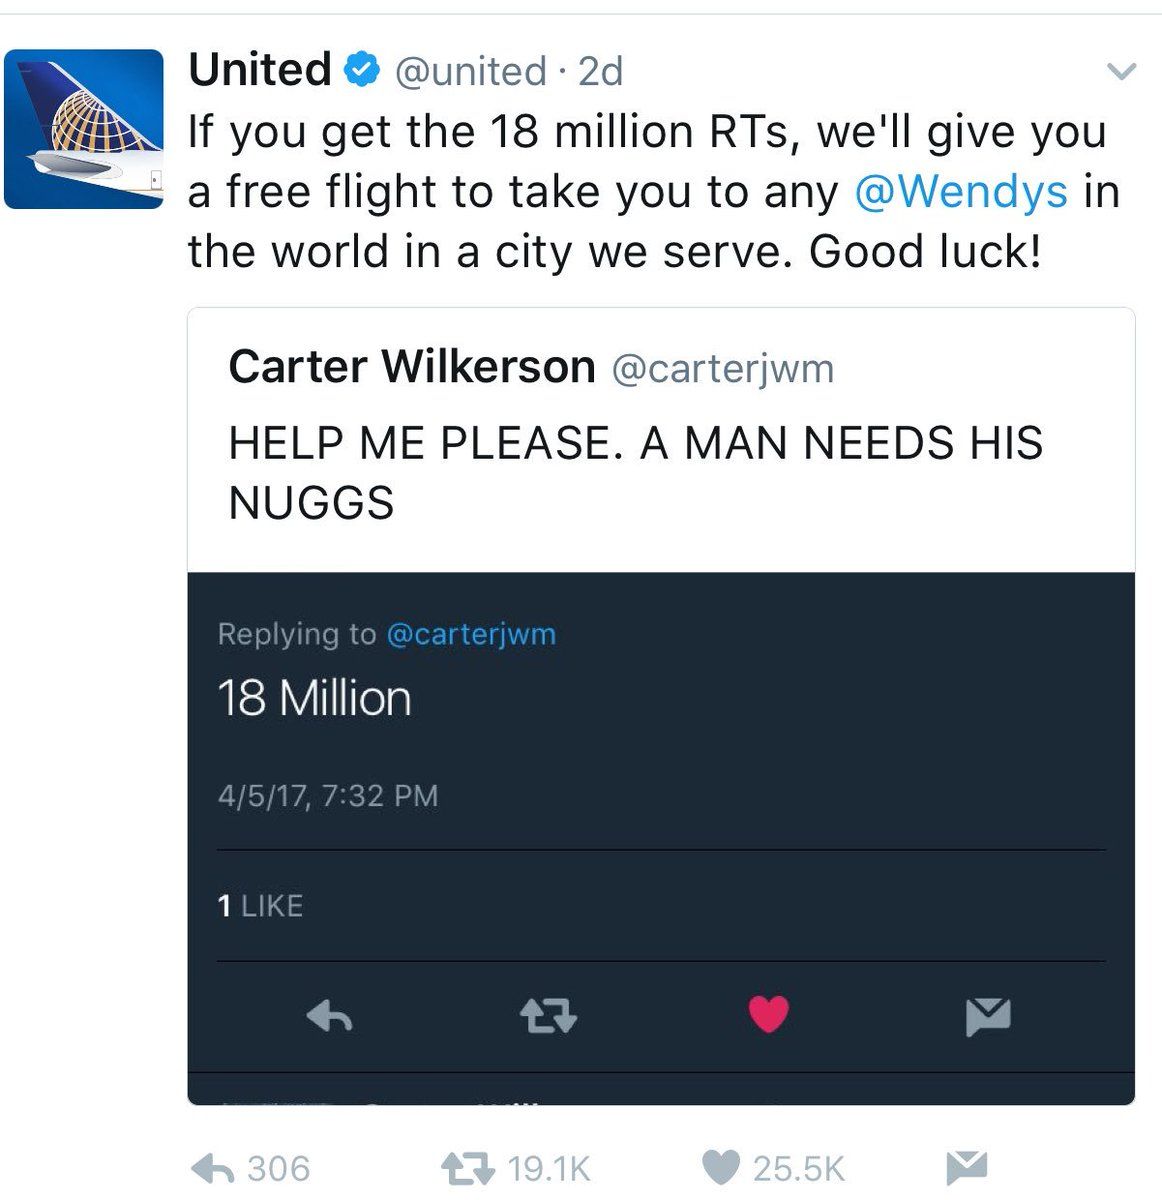 United @united · 2d
If you get the 18 million RTs, we'll give you
a free flight to take you to any @Wendys in
the world in a city we serve. Good luck!
Carter Wilkerson @carterjwm
HELP ME PLEASE. A MAN NEEDS HIS
NUGGS
Replying to @carterjwm
18 Million
4/5/17, 7:32 PM
1 LIKE
306 19.1K 25.5K